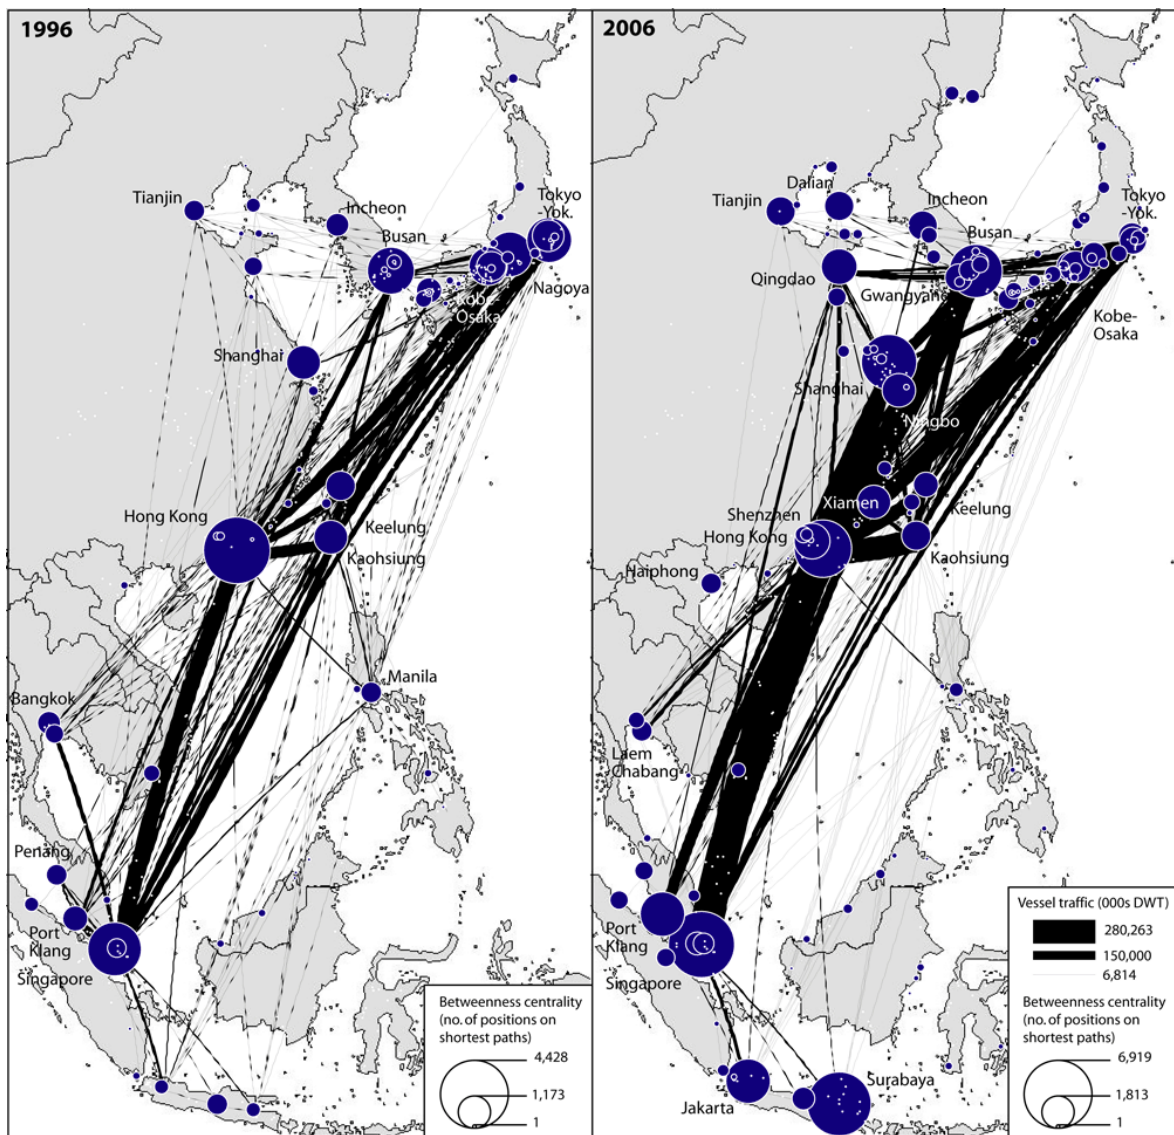 1996
Tianjin
Incheon
Tokyo
-Yok.
Busan
Nagoya
Kobe-
Osaka
Shanghai
Hong Kong
Keelung
Kaohsiung
Manila
Bangkok
Penang
Port
Klang
Singapore
Betweenness centrality
(no. of positions on
shortest paths)
4,428
1,173
1
2006
Dalian
Tianjin
Incheon
Tokyo
-Yok.
Busan
Qingdao
Gwangyang
Kobe-
Osaka
Shanghai
Ningbo
Xiamen
Shenzhen
Hong Kong
Keelung
Kaohsiung
Haiphong
Laem
Chabang
Port
Klang
Singapore
Jakarta
Surabaya
Vessel traffic (000s DWT)
280,263
150,000
6,814
Betweenness centrality
(no. of positions on
shortest paths)
6,919
1,813
1